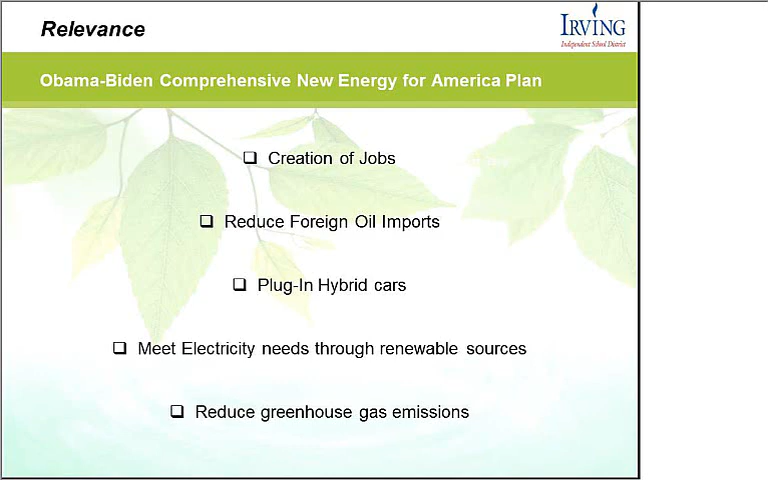 Relevance
IRVING
Independent School District
Obama-Biden Comprehensive New Energy for America Plan
❑ Creation of Jobs
❑ Reduce Foreign Oil Imports
❑ Plug-In Hybrid cars
❑ Meet Electricity needs through renewable sources
❑ Reduce greenhouse gas emissions